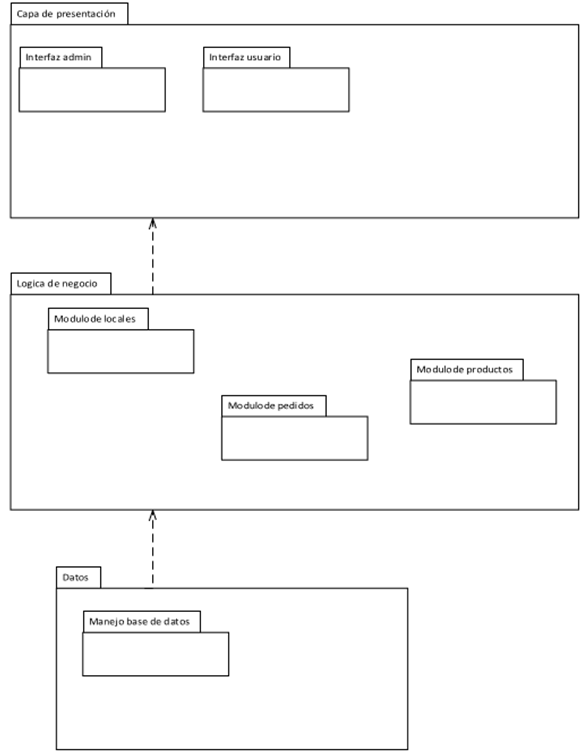 Capa de presentación
Interfaz admin
Interfaz usuario
Logica de negocio
Modulo de locales
Modulo de productos
Modulo de pedidos
Datos
Manejo base de datos